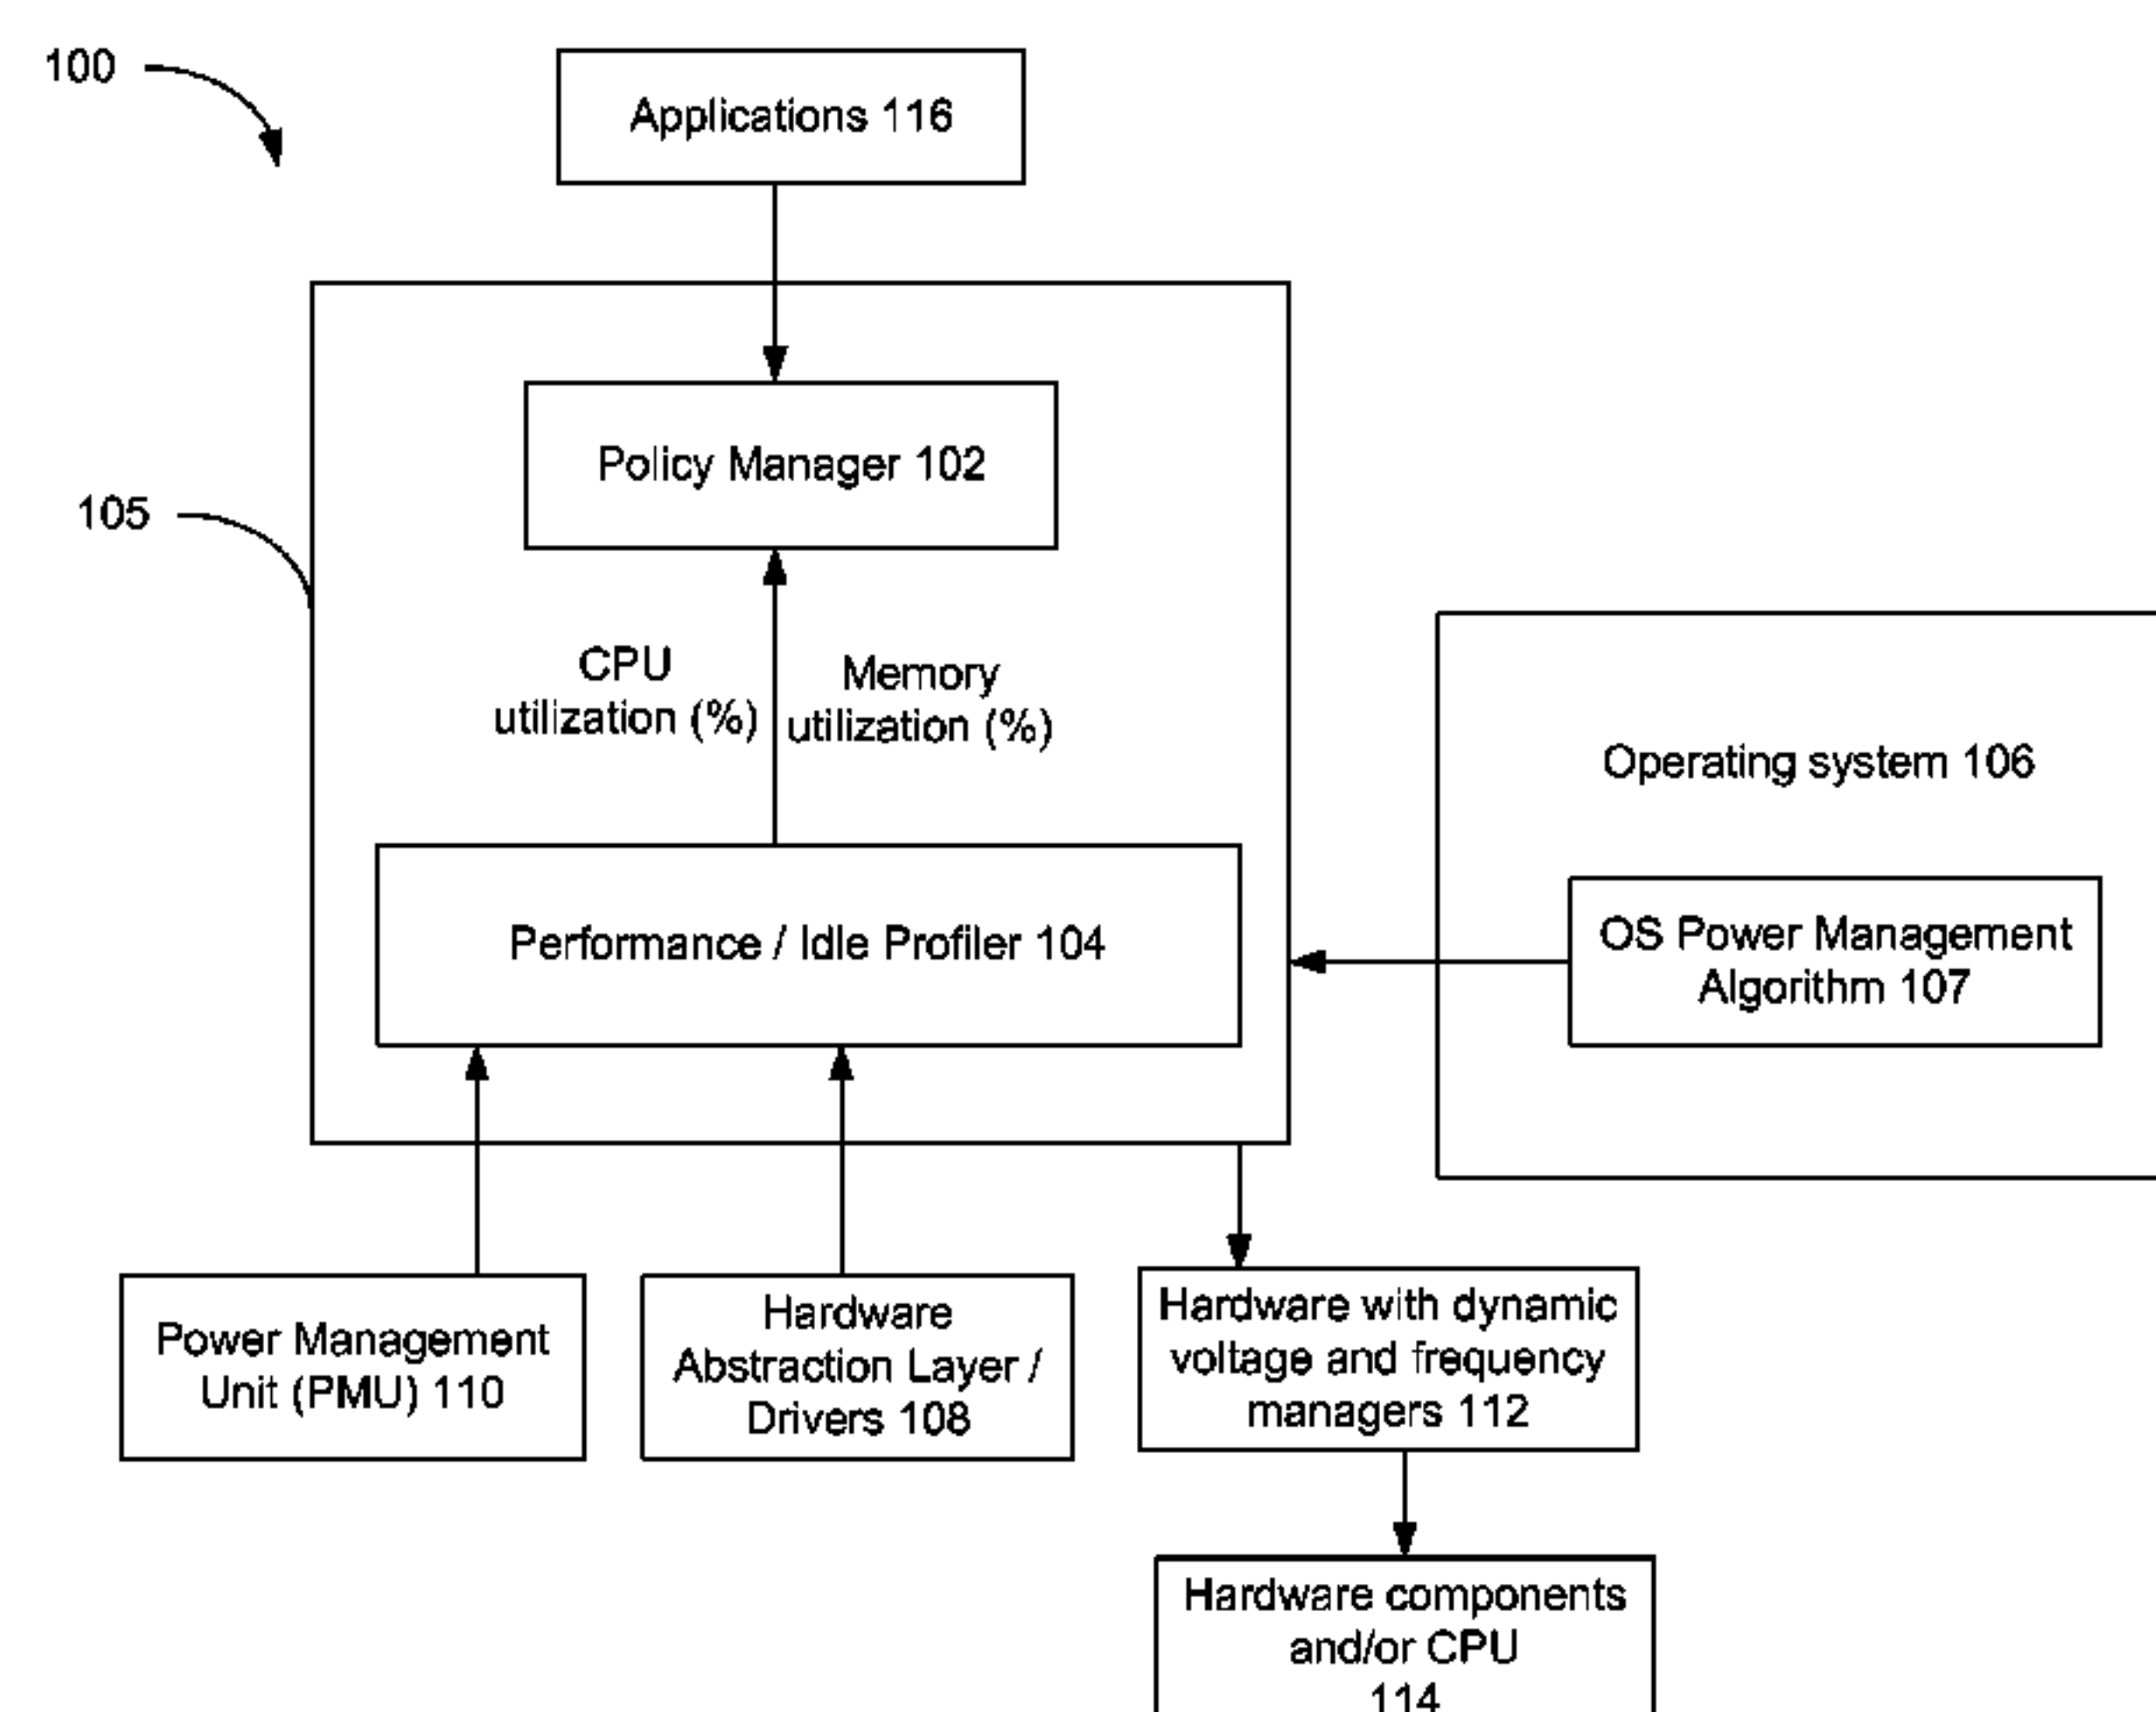 100
Applications 116
Policy Manager 102
105
CPU
utilization (%)
Memory
utilization (%)
Operating system 106
OS Power Management
Algorithm 107
Performance / Idle Profiler 104
Power Management
Unit (PMU) 110
Hardware
Abstraction Layer /
Drivers 108
Hardware with dynamic
voltage and frequency
managers 112
Hardware components
and/or CPU
114